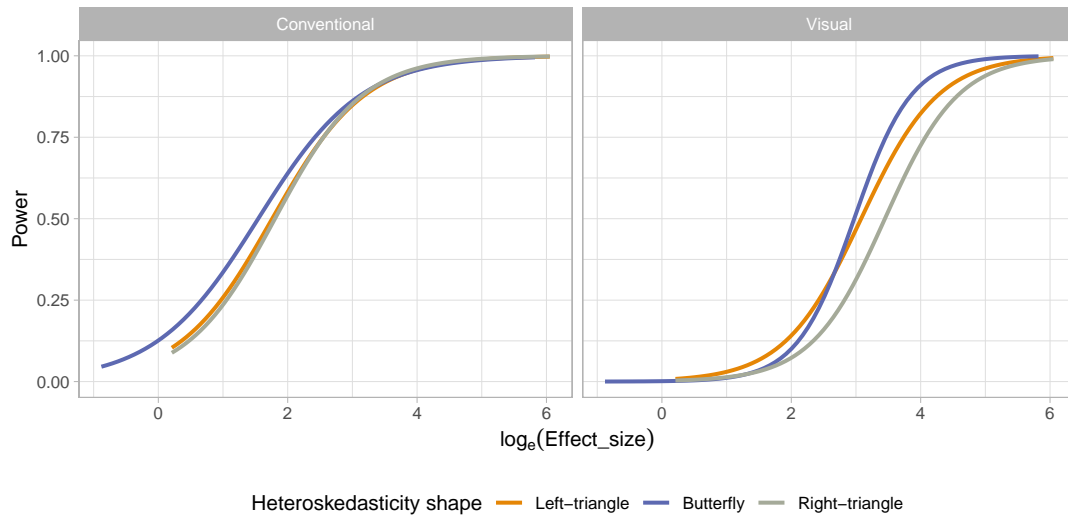 Conventional Visual
1.00
0.75
0.50
0.25
0.00
Power
0 2 4 6 0 2 4 6
logₑ(Effect_size)
Heteroskedasticity shape Left−triangle Butterfly Right−triangle